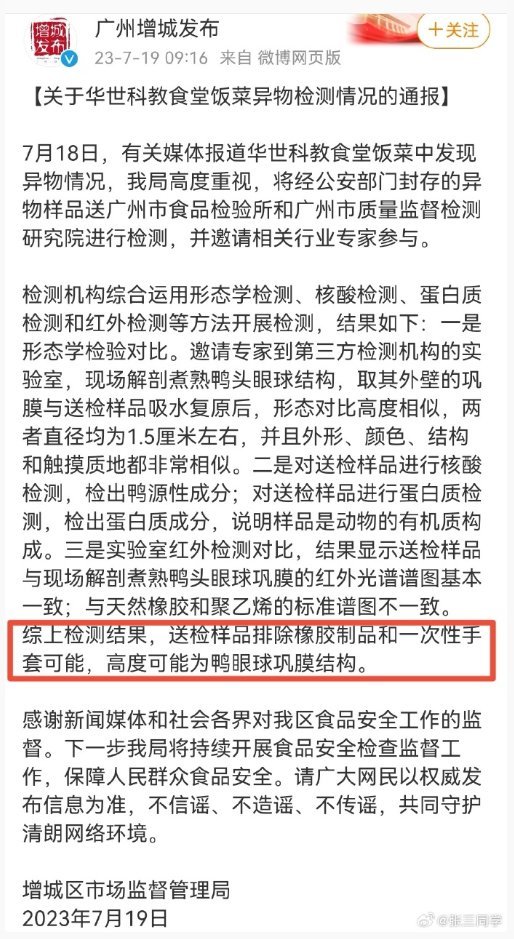 增城
发布
广州增城发布
23-7-19 09:16 来自 微博网页版
+关注
【关于华世科教食堂饭菜异物检测情况的通报】
7月18日，有关媒体报道华世科教食堂饭菜中发现
异物情况，我局高度重视，将经公安部门封存的异
物样品送广州市食品检验所和广州市质量监督检测
研究院进行检测，并邀请相关行业专家参与。
检测机构综合运用形态学检测、核酸检测、蛋白质
检测和红外检测等方法开展检测，结果如下：一是
形态学检验对比。邀请专家到第三方检测机构的实
验室，现场解剖煮熟鸭头眼球结构，取其外壁的巩
膜与送检样品吸水复原后，形态对比高度相似，两
者直径均为1.5厘米左右，并且外形、颜色、结构
和触摸质地都非常相似。二是对送检样品进行核酸
检测，检出鸭源性成分；对送检样品进行蛋白质检
测，检出蛋白质成分，说明样品是动物的有机质构
成。三是实验室红外检测对比，结果显示送检样品
与现场解剖煮熟鸭头眼球巩膜的红外光谱谱图基本
一致；与天然橡胶和聚乙烯的标准谱图不一致。
综上检测结果，送检样品排除橡胶制品和一次性手
套可能，高度可能为鸭眼球巩膜结构。
感谢新闻媒体和社会各界对我区食品安全工作的监
督。下一步我局将持续开展食品安全检查监督工
作，保障人民群众食品安全。请广大网民以权威发
布信息为准，不信谣、不造谣、不传谣，共同守护
清朗网络环境。
增城区市场监督管理局
2023年7月19日
@张三同学